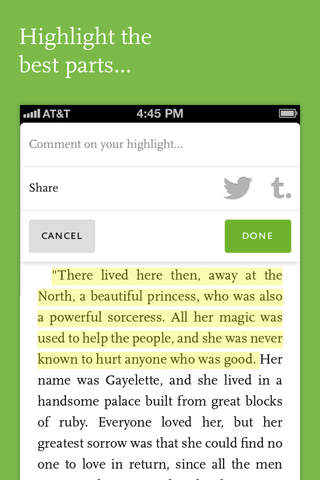 Highlight the
best parts...
AT&T 4:45 PM
Comment on your highlight...
Share t.
CANCEL DONE
"There lived here then, away at the
North, a beautiful princess, who was also
a powerful sorceress. All her magic was
used to help the people, and she was never
known to hurt anyone who was good. Her
name was Gayelette, and she lived in a
handsome palace built from great blocks
of ruby. Everyone loved her, but her
greatest sorrow was that she could find no
one to love in return, since all the men